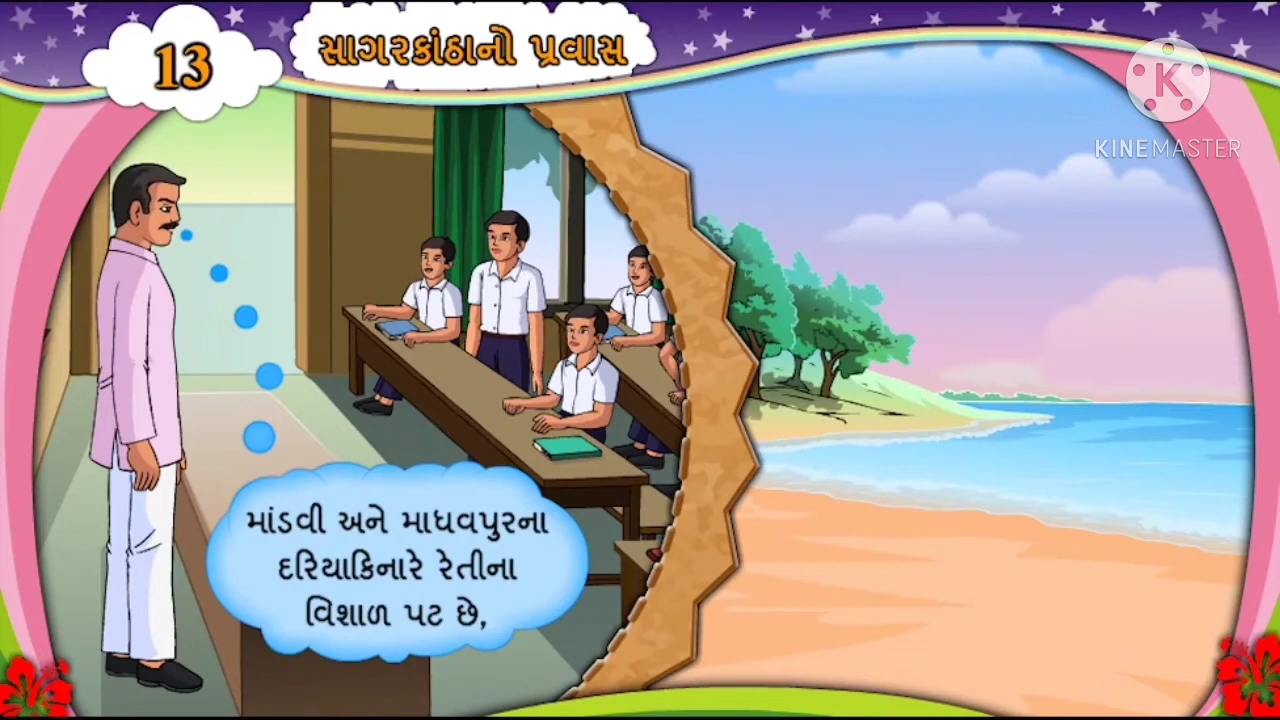 13
સાગરકાંઠાનો પ્રવાસ
K
KINEMASTER
માંડવી અને માધવપુરના
દરિયાકિનારે રેતીના
વિશાળ પટ છે,